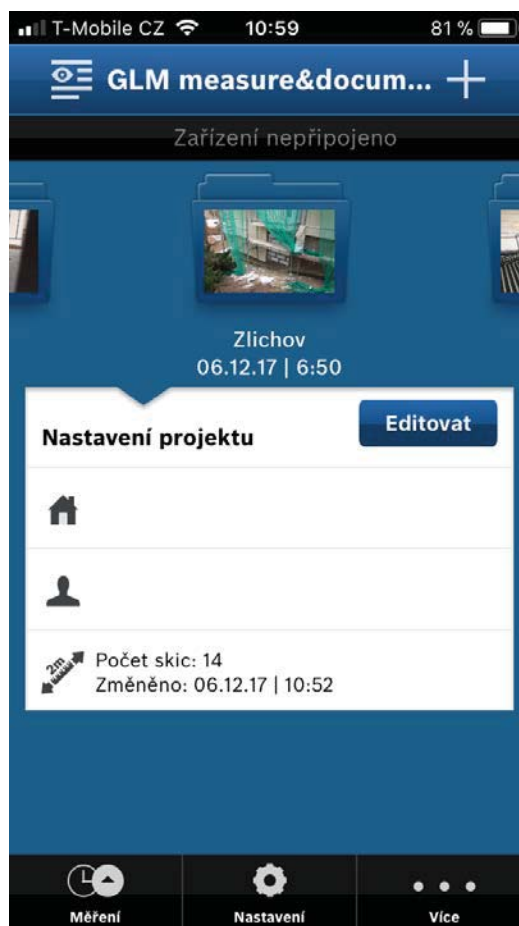 T-Mobile CZ 10:59 81 %
GLM measure&docum...
Zařízení nepřipojeno
Zlichov
06.12.17 | 6:50
Nastavení projektu Editovat
2m
Počet skic: 14
Změněno: 06.12.17 | 10:52
Měření Nastavení Více